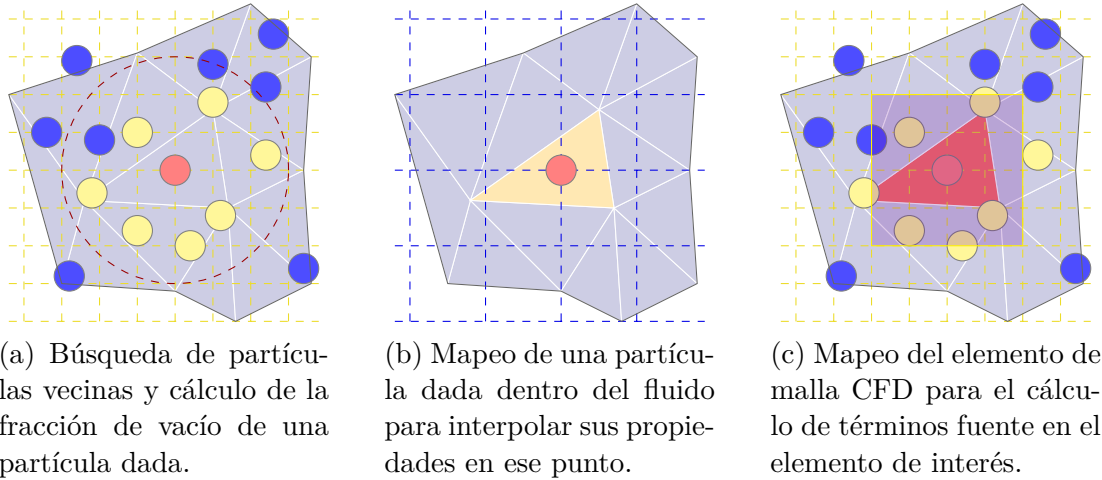 (a) Búsqueda de partícu-
las vecinas y cálculo de la
fracción de vacío de una
partícula dada.
(b) Mapeo de una partícu-
la dada dentro del fluido
para interpolar sus propie-
dades en ese punto.
(c) Mapeo del elemento de
malla CFD para el cálcu-
lo de términos fuente en el
elemento de interés.